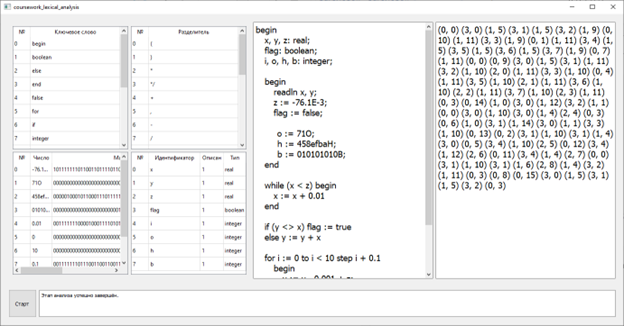 coursework_lexical_analysis
№ Ключевое слово
0 begin
1 boolean
2 else
3 end
4 false
5 for
6 if
7 integer
№ Разделитель
0 (
1 )
2 *
3 */
4 +
5 ,
6 -
7 /
№ Число
0 -76.1...
1 71O
2 458ef...
3 01010...
4 0.01
5 0
6 10
7 0.1
№ Идентификатор Описан Тип
0 x 1 real
1 y 1 real
2 z 1 real
3 flag 1 boolean
4 i 1 integer
5 o 1 integer
6 h 1 integer
7 b 1 integer
begin
x, y, z: real;
flag: boolean;
i, o, h, b: integer;
begin
readln x, y;
z := -76.1E-3;
flag := false;
o := 71O;
h := 458efbaH;
b := 010101010B;
end
while (x < z) begin
x := x + 0.01
end
if (y <> x) flag := true
else y := y + x
for i := 0 to i < 10 step i + 0.1
begin
(0, 0) (3, 0) (1, 5) (3, 1) (1, 5) (3, 2) (1, 9) (0,
10) (1, 11) (3, 3) (1, 9) (0, 1) (1, 11) (3, 4) (1,
5) (3, 5) (1, 5) (3, 6) (1, 5) (3, 7) (1, 9) (0, 7)
(1, 11) (0, 0) (0, 9) (3, 0) (1, 5) (3, 1) (1, 11)
(3, 2) (1, 10) (2, 0) (1, 11) (3, 3) (1, 10) (0, 4)
(1, 11) (3, 5) (1, 10) (2, 1) (1, 11) (3, 6) (1,
10) (2, 2) (1, 11) (3, 7) (1, 10) (2, 3) (1, 11)
(0, 3) (0, 14) (1, 0) (3, 0) (1, 12) (3, 2) (1, 1)
(0, 0) (3, 0) (1, 10) (3, 0) (1, 4) (2, 4) (0, 3)
(0, 6) (1, 0) (3, 1) (1, 14) (3, 0) (1, 1) (3, 3)
(1, 10) (0, 13) (0, 2) (3, 1) (1, 10) (3, 1) (1, 4)
(3, 0) (0, 5) (3, 4) (1, 10) (2, 5) (0, 12) (3, 4)
(1, 12) (2, 6) (0, 11) (3, 4) (1, 4) (2, 7) (0, 0)
(3, 1) (1, 10) (3, 1) (1, 6) (2, 8) (1, 4) (3, 2)
(1, 11) (0, 3) (0, 8) (0, 15) (3, 0) (1, 5) (3, 1)
(1, 5) (3, 2) (0, 3)
Старт
Этап анализа успешно завершён.